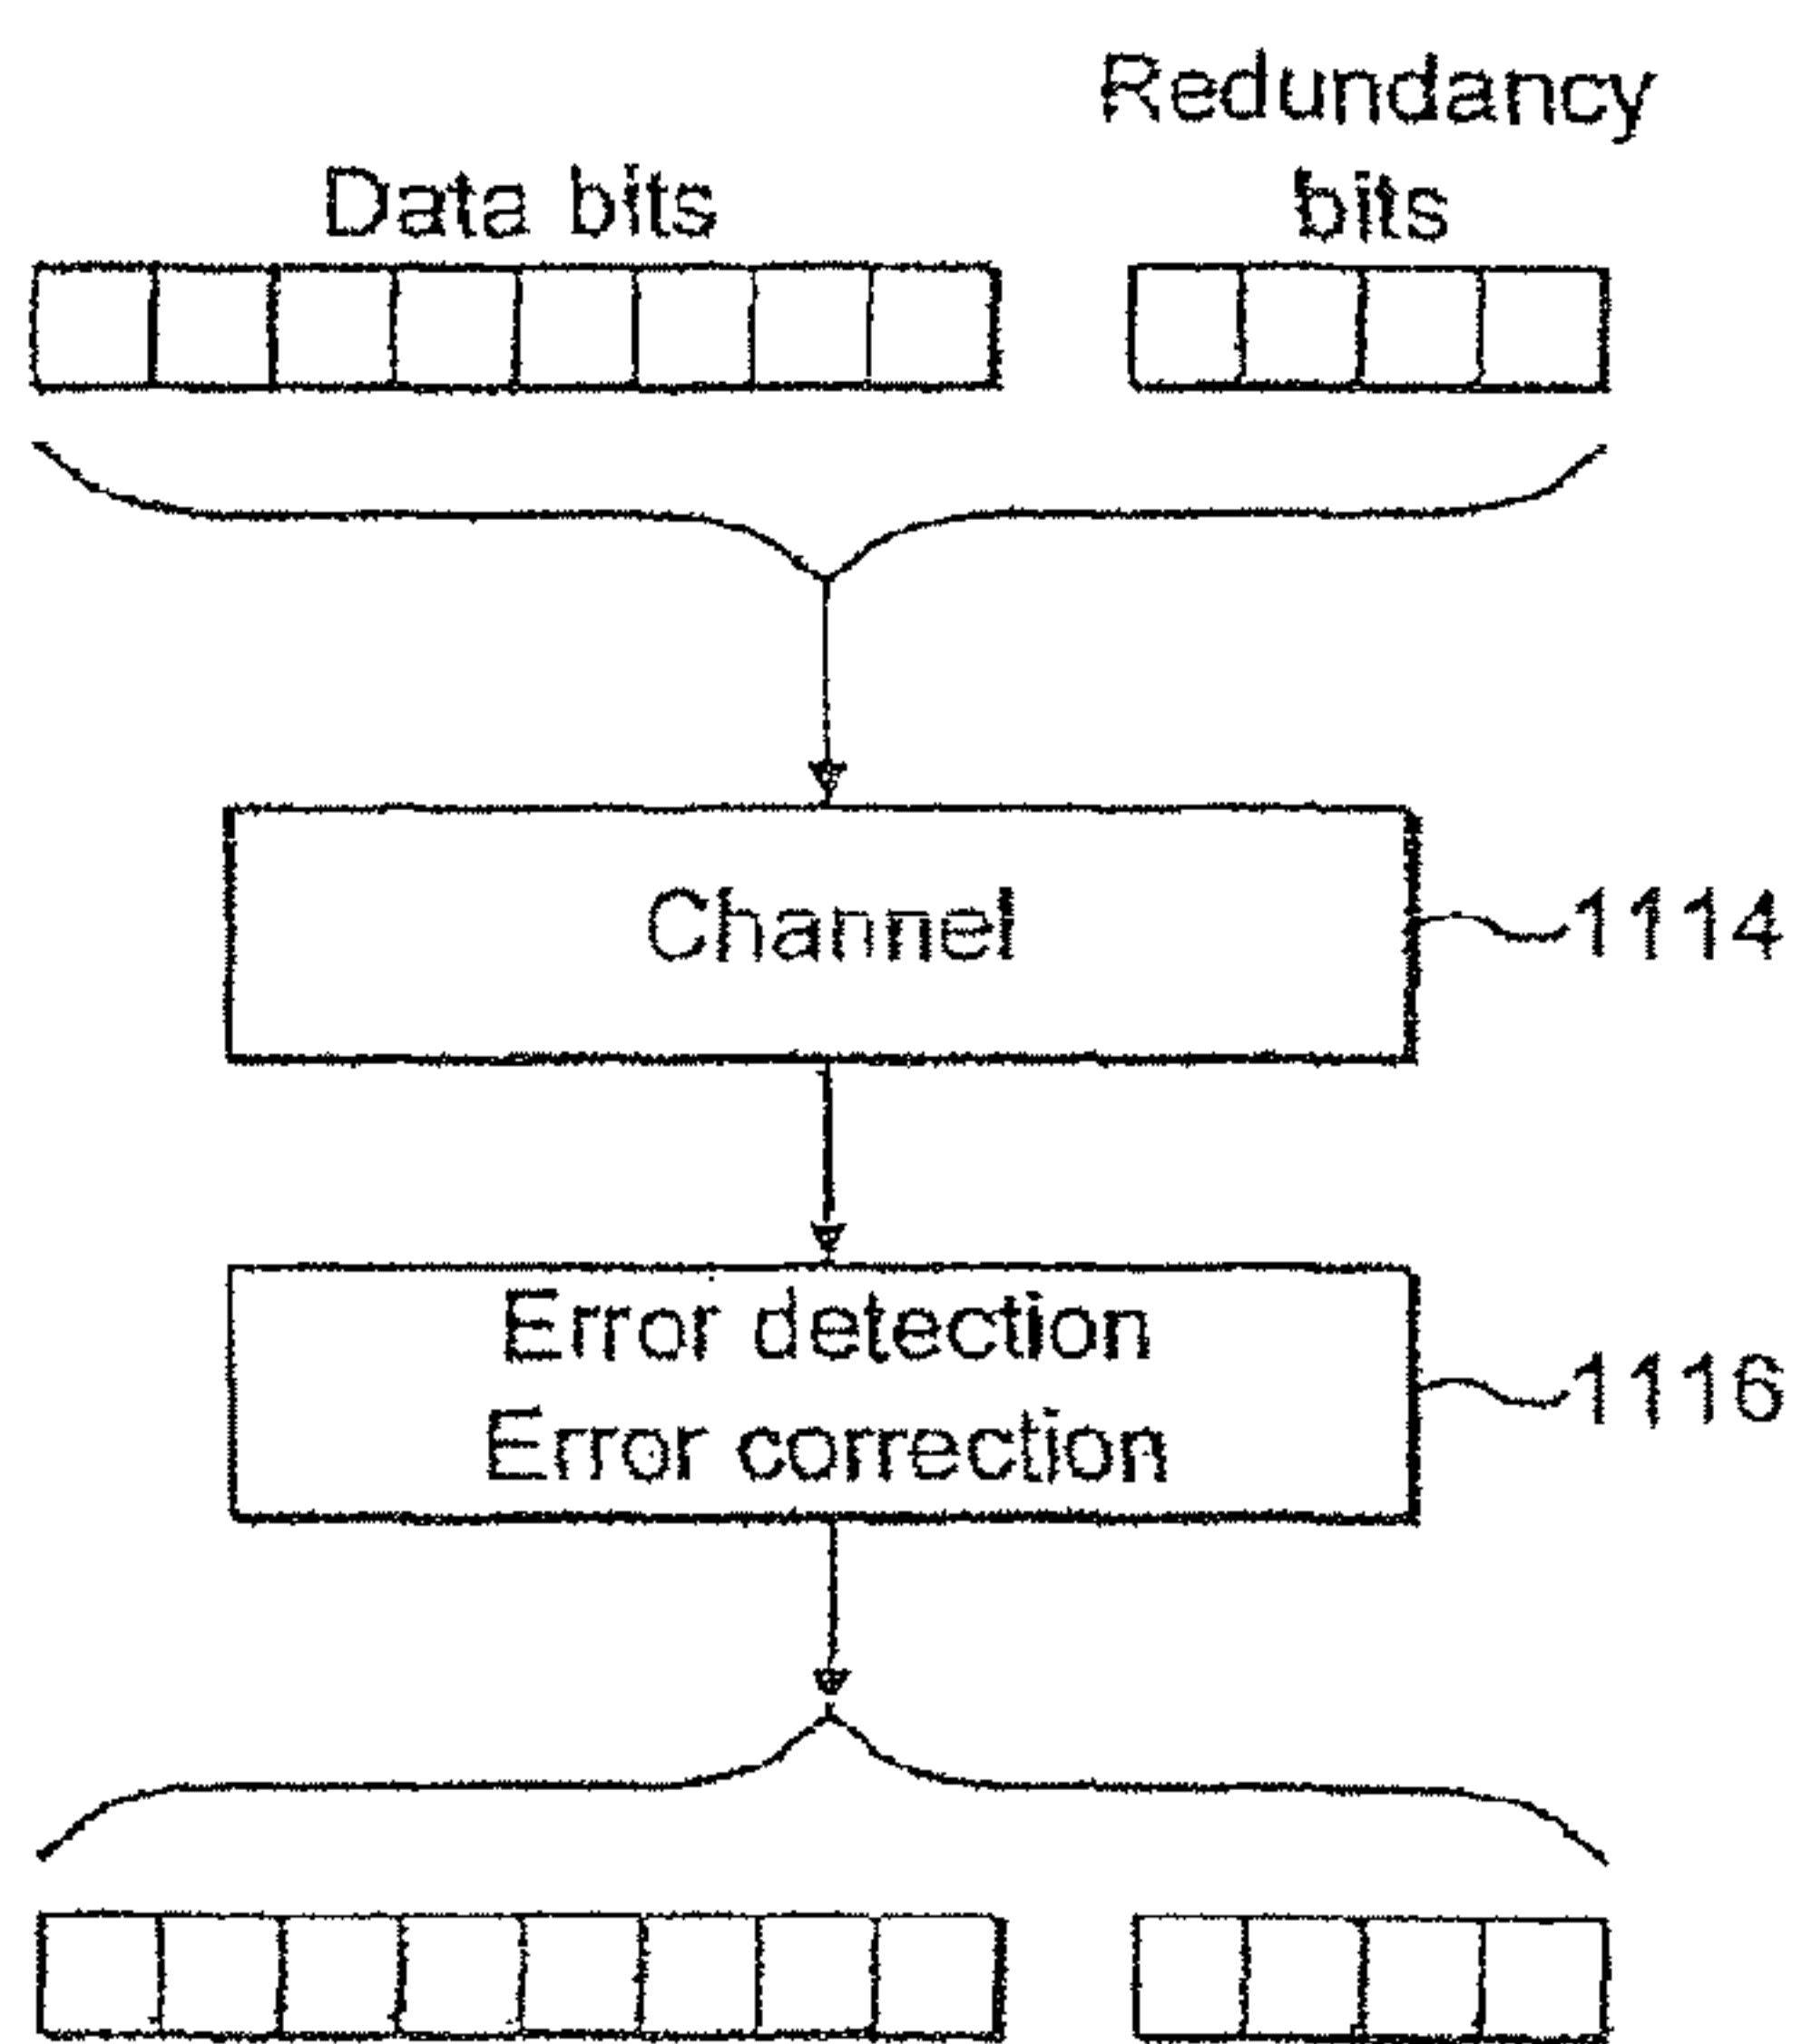 Redundancy
Data bits
bits
Channel
1114
Error detection
Error correction
1116